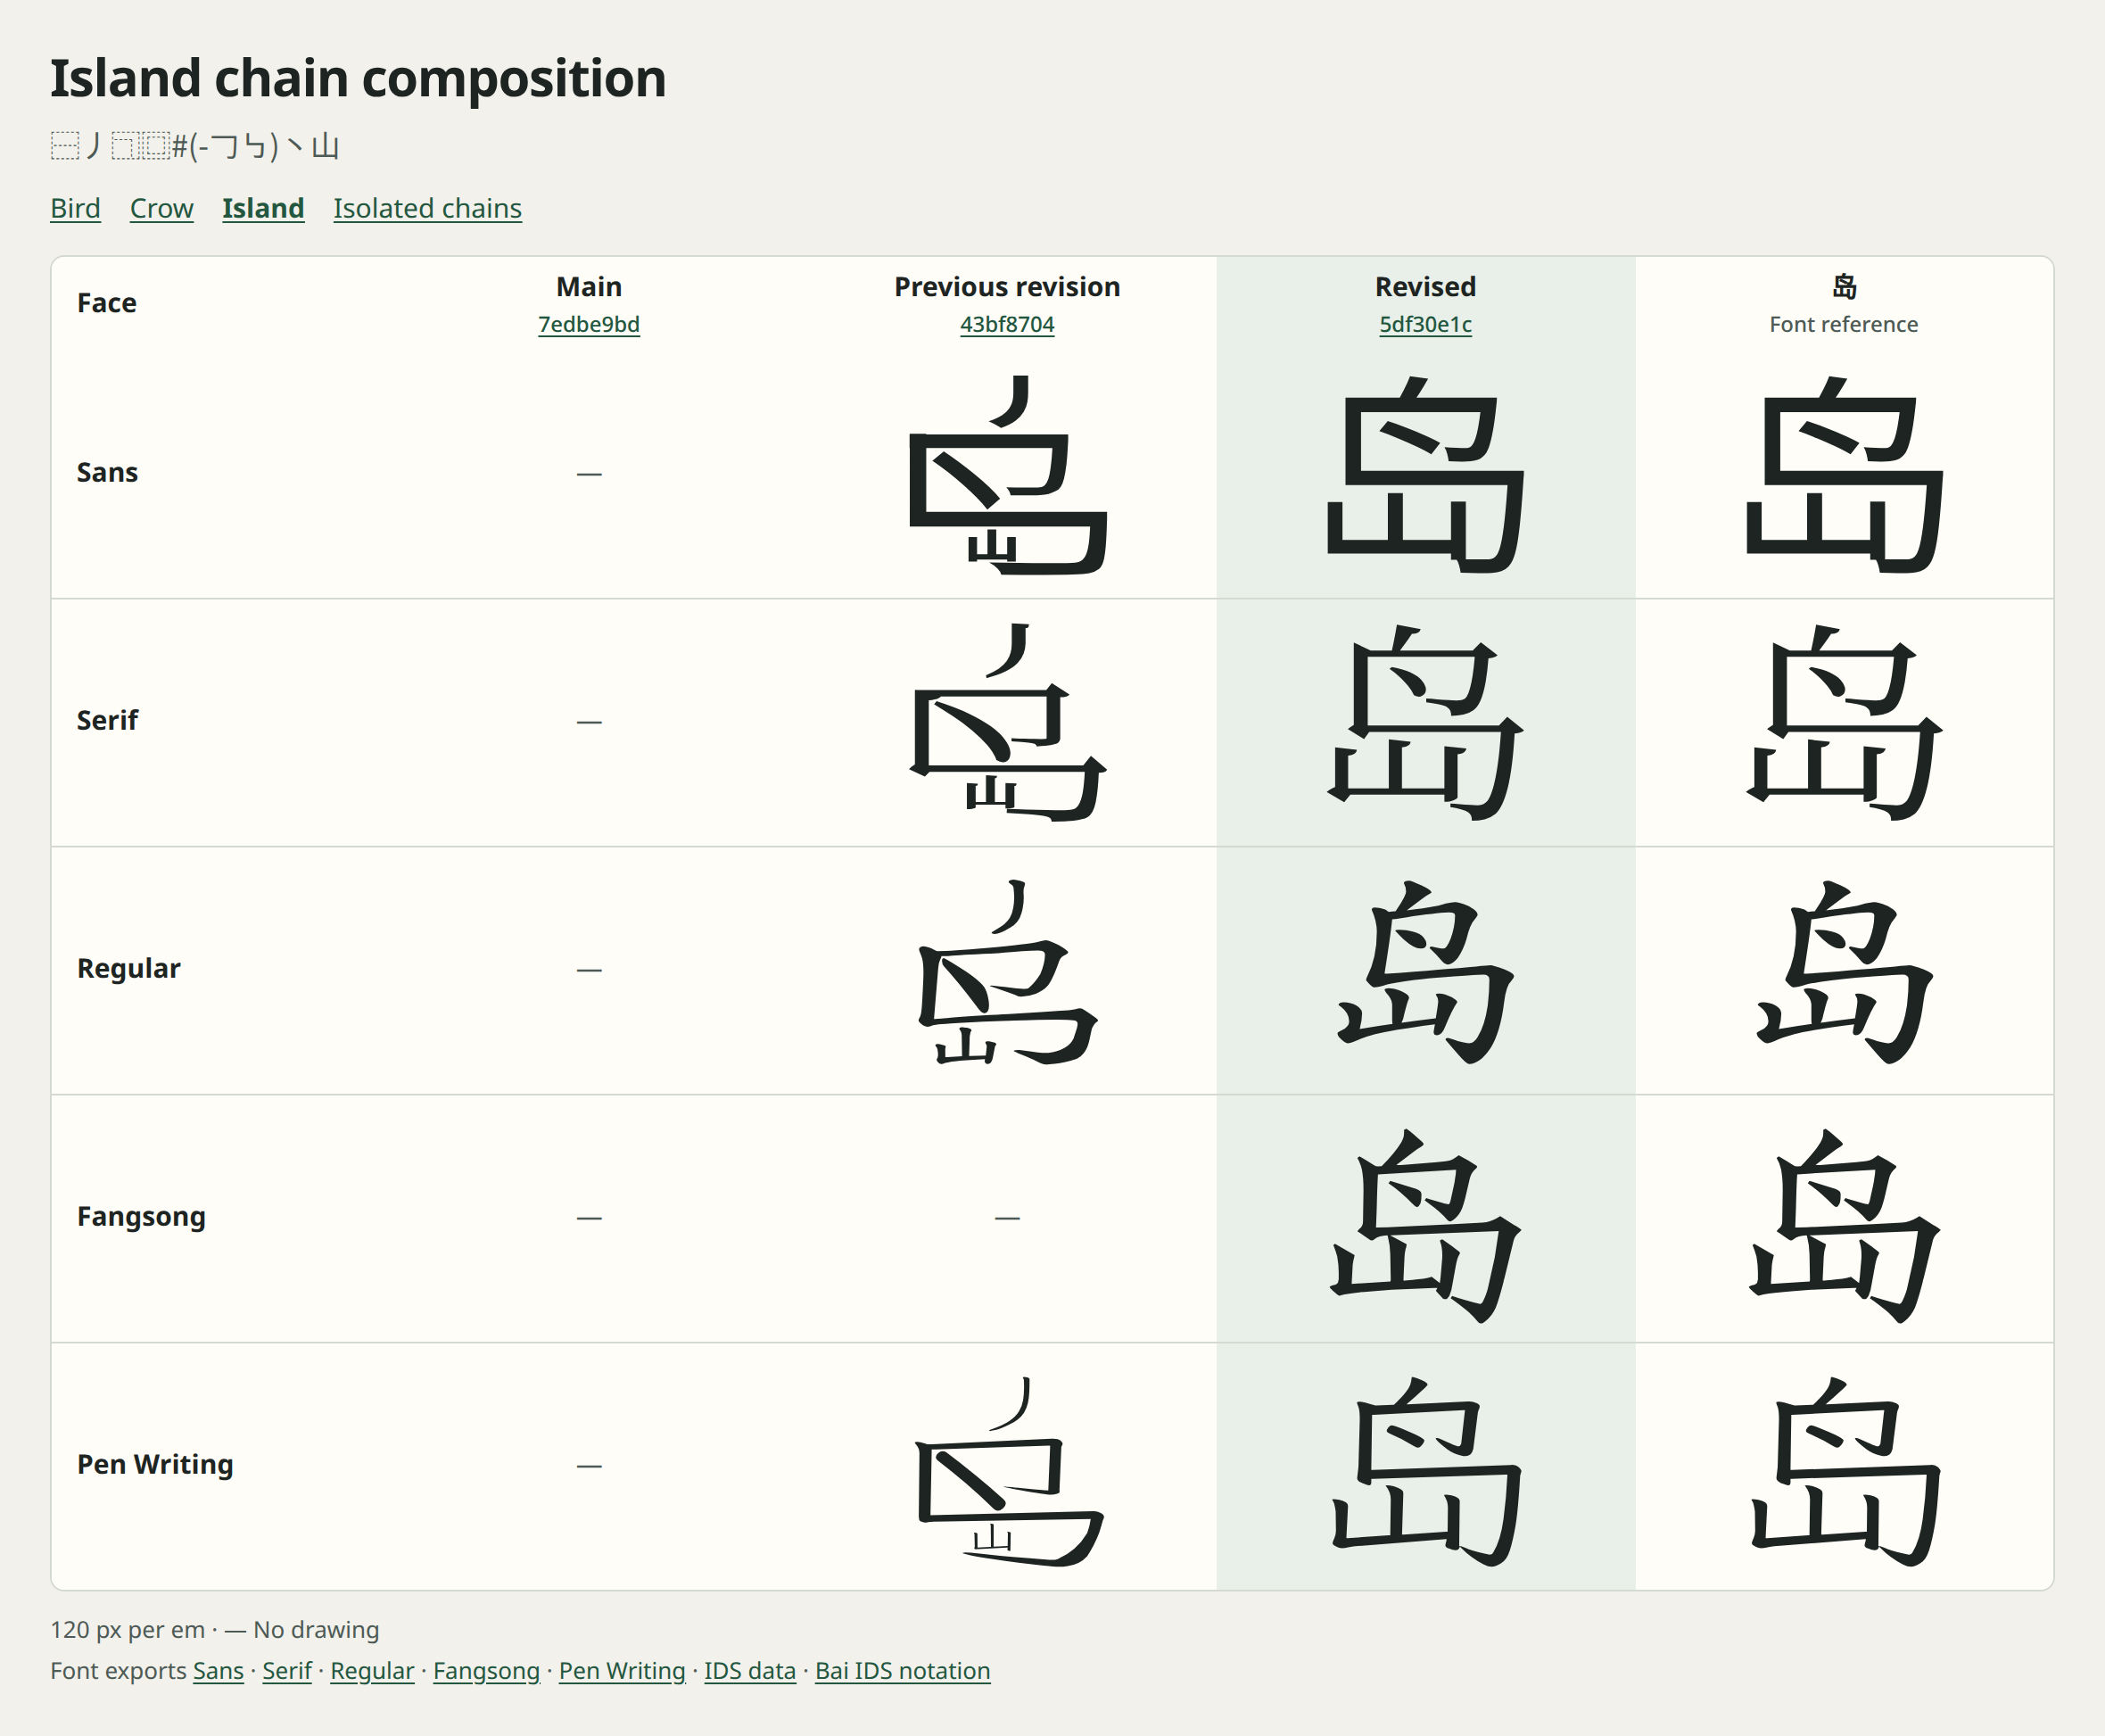 Island chain composition
⿱丿⿹⿴#(-㇆㇉)丶山
Bird Crow Island Isolated chains
Face Main Previous revision Revised 岛
7edbe9bd 43bf8704 5df30e1c Font reference
Sans — 岛 岛
Serif — 岛 岛
Regular — 岛 岛
Fangsong — — 岛 岛
Pen Writing — 岛 岛
120 px per em · — No drawing
Font exports Sans · Serif · Regular · Fangsong · Pen Writing · IDS data · Bai IDS notation